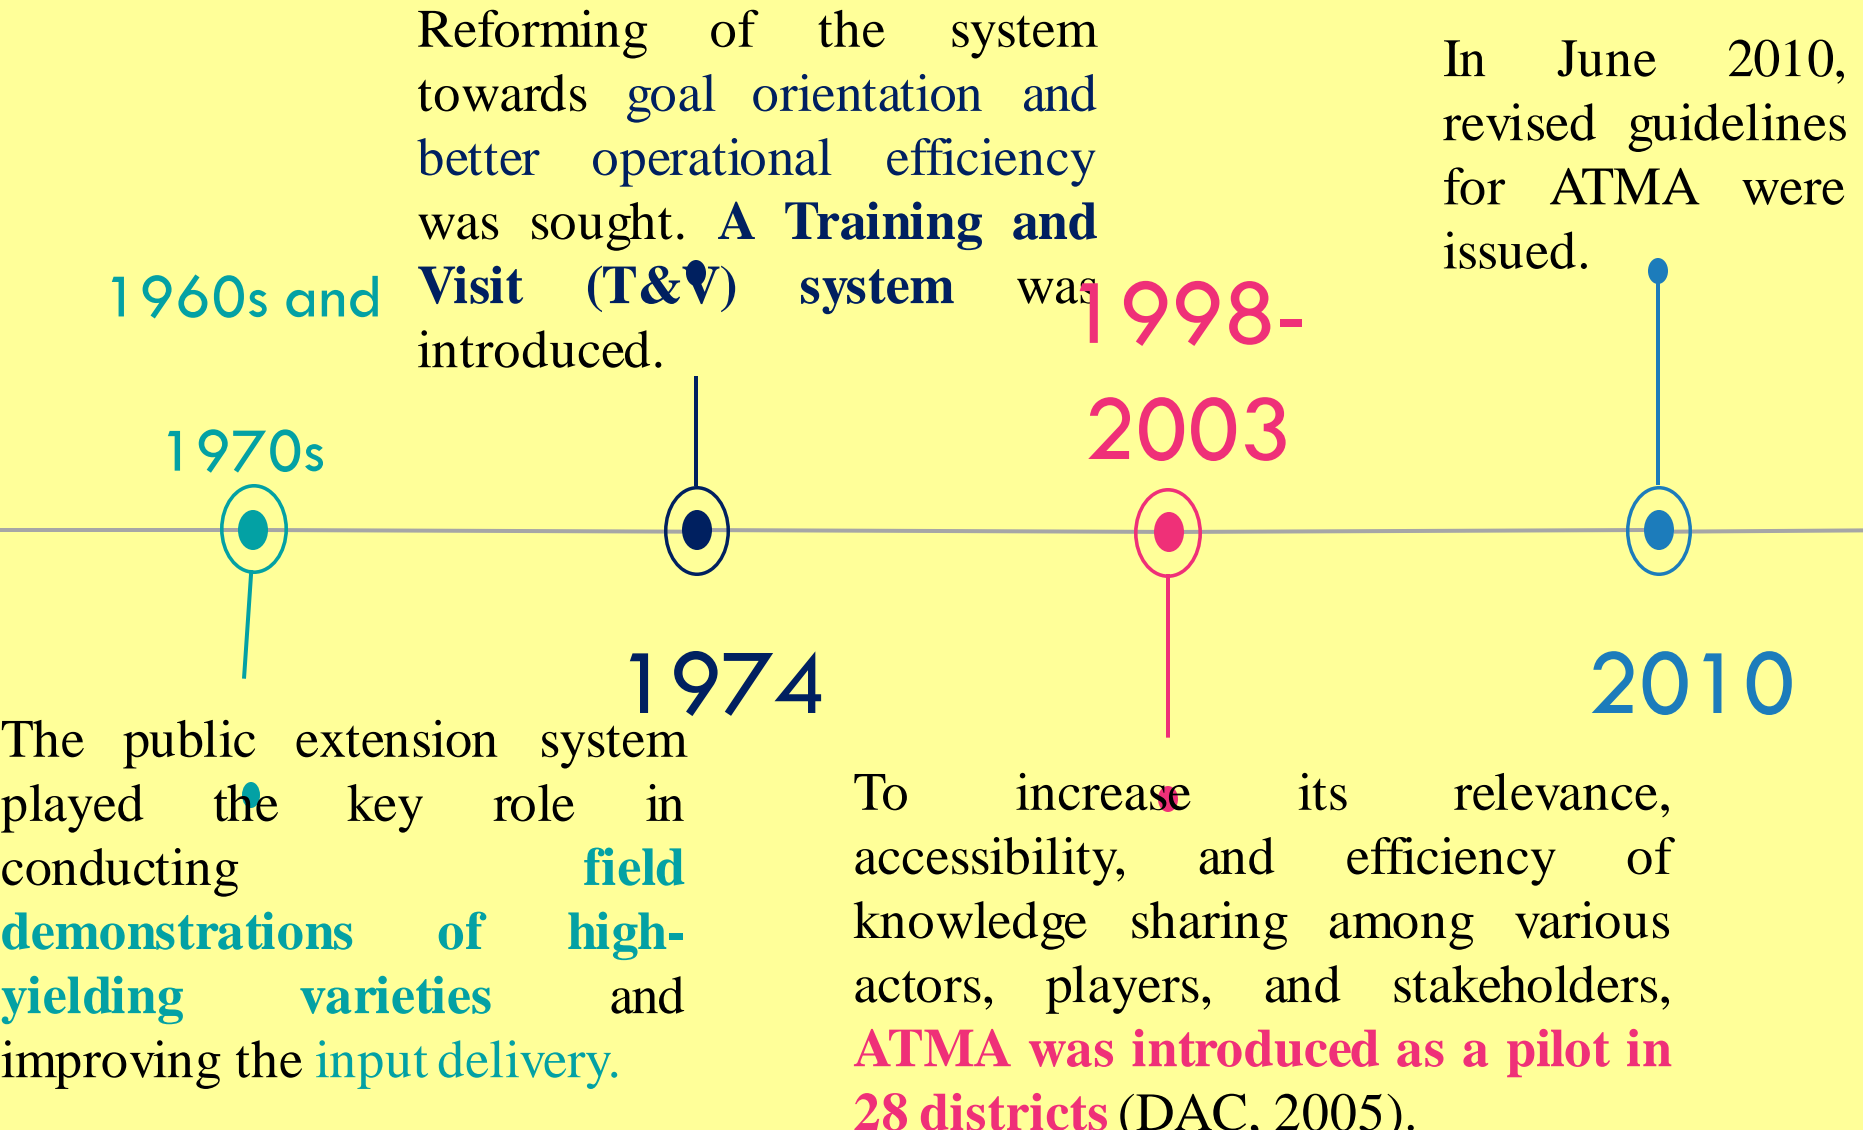 1960s and
1970s
The public extension system
played the key role in
conducting field
demonstrations of high-
yielding varieties and
improving the input delivery.
Reforming of the system
towards goal orientation and
better operational efficiency
was sought. A Training and
Visit (T&V) system was
introduced.
1974
1998-
2003
To increase its relevance,
accessibility, and efficiency of
knowledge sharing among various
actors, players, and stakeholders,
ATMA was introduced as a pilot in
28 districts (DAC, 2005).
In June 2010,
revised guidelines
for ATMA were
issued.
2010